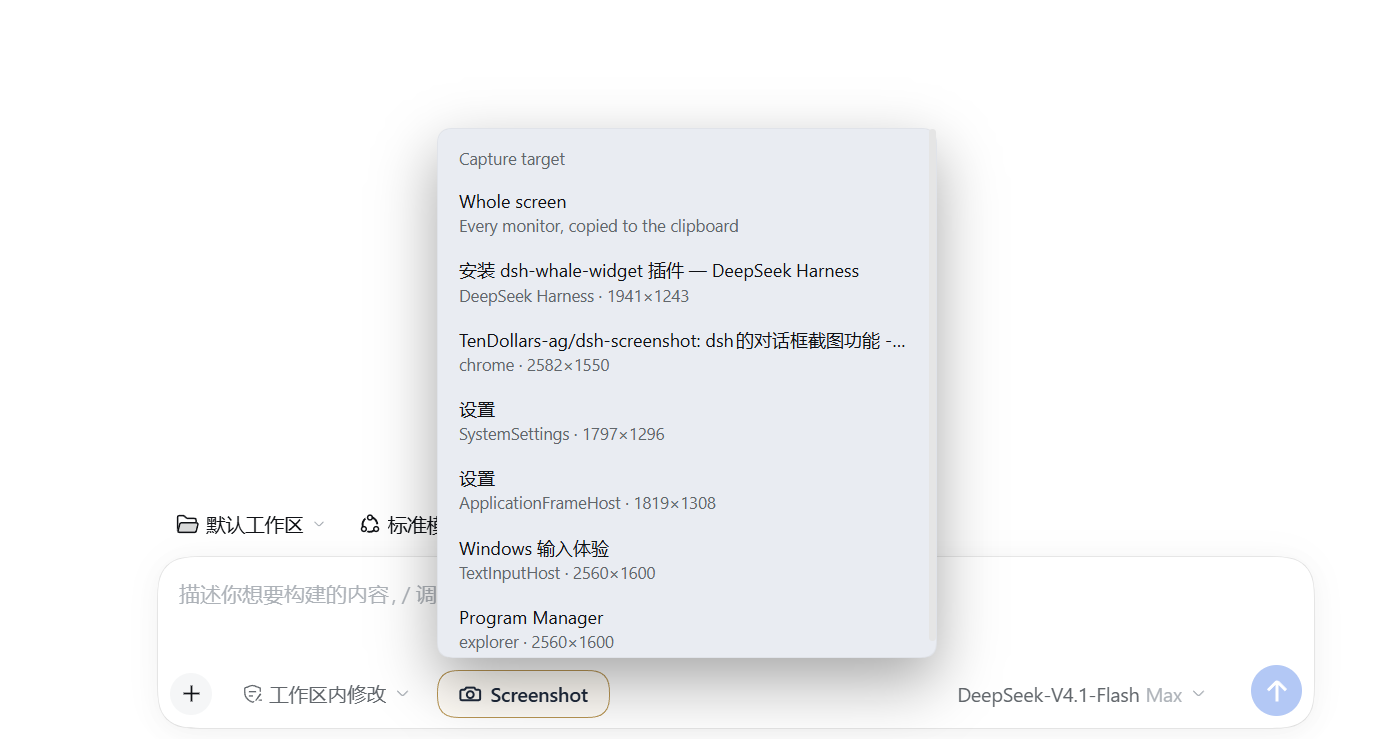 Capture target
Whole screen
Every monitor, copied to the clipboard
安装 dsh-whale-widget 插件 — DeepSeek Harness
DeepSeek Harness · 1941×1243
TenDollars-ag/dsh-screenshot: dsh的对话框截图功能 -...
chrome · 2582×1550
设置
SystemSettings · 1797×1296
设置
ApplicationFrameHost · 1819×1308
Windows 输入体验
TextInputHost · 2560×1600
Program Manager
explorer · 2560×1600
默认工作区 标准模
描述你想要构建的内容, / 调
工作区内修改 Screenshot DeepSeek-V4.1-Flash Max